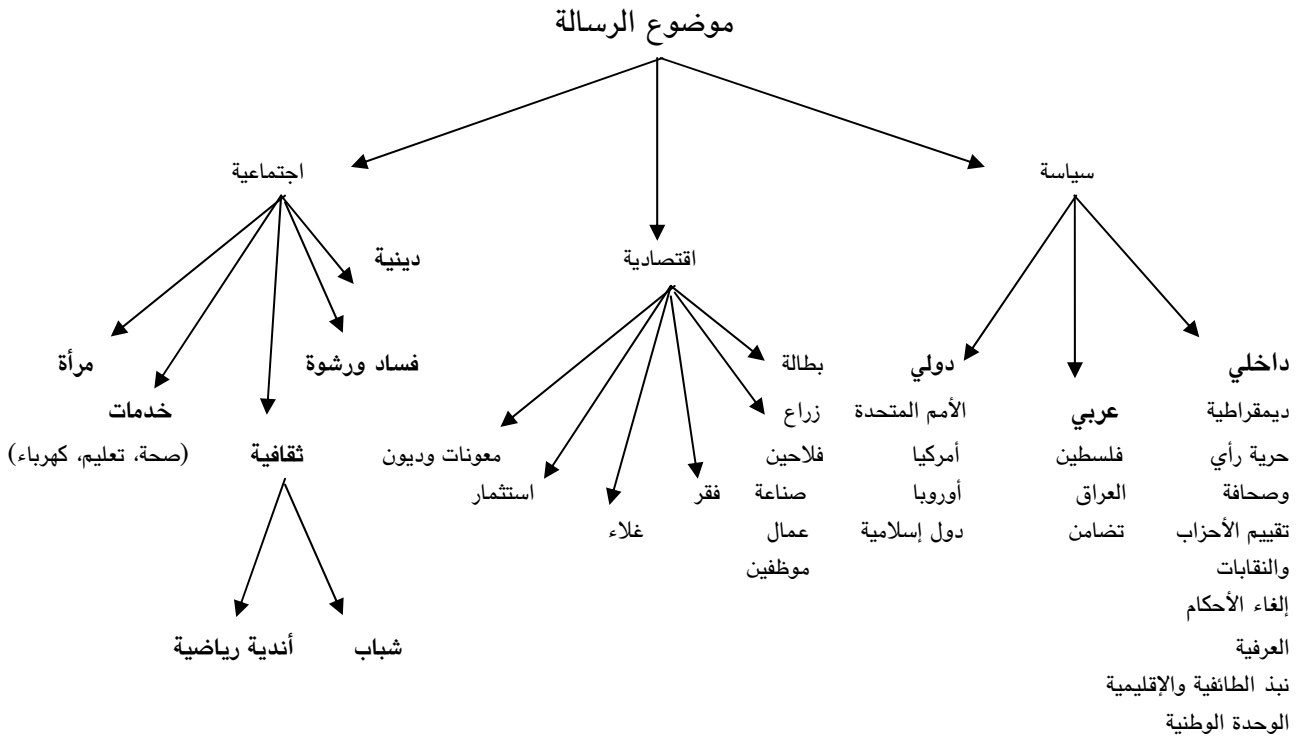 موضوع الرسالة
سياسة
داخلي
ديمقراطية
حرية رأي
وصحافة
تقييم الأحزاب
والنقابات
إلغاء الأحكام
العرفية
نبذ الطائفية والإقليمية
الوحدة الوطنية
عربي
فلسطين
العراق
تضامن
دولي
الأمم المتحدة
أمركيا
أوروبا
دول إسلامية
اقتصادية
بطالة
زراع
فلاحين
صناعة
عمال
موظفين
فقر
غلاء
استثمار
معونات وديون
اجتماعية
دينية
فساد ورشوة
ثقافية
شباب
أندية رياضية
خدمات
(صحة، تعليم، كهرباء)
مرأة